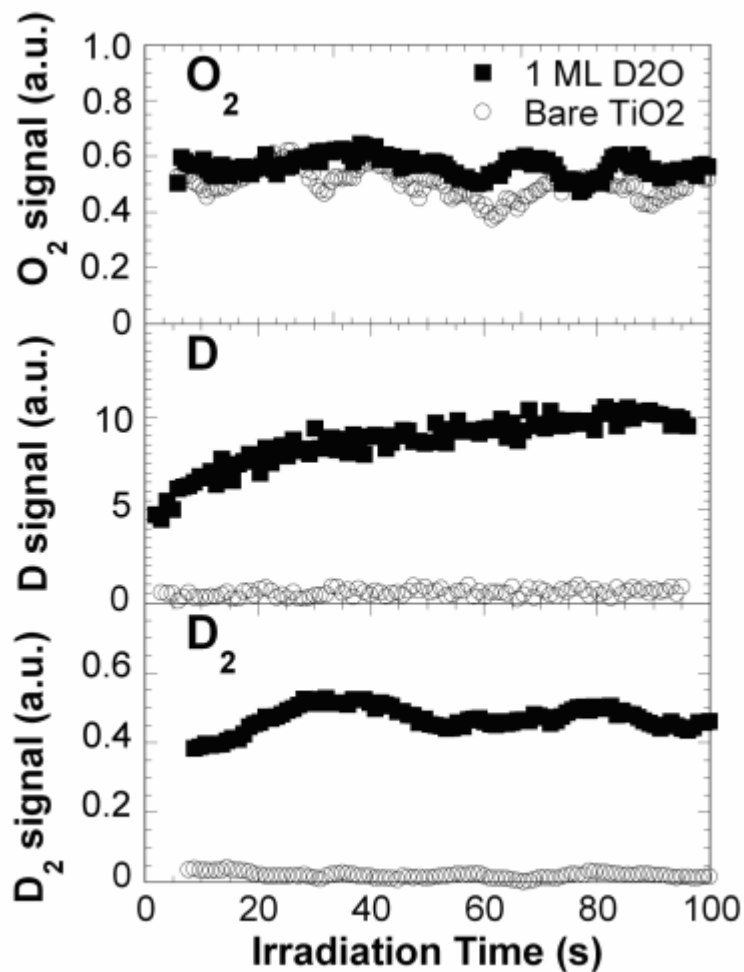 O2
1 ML D2O
Bare TiO2
O2 signal (a.u.)
1.0
0.8
0.6
0.4
0.2
0
D
D signal (a.u.)
10
5
0
D2
D2 signal (a.u.)
0.6
0.4
0.2
0
0 20 40 60 80 100
Irradiation Time (s)